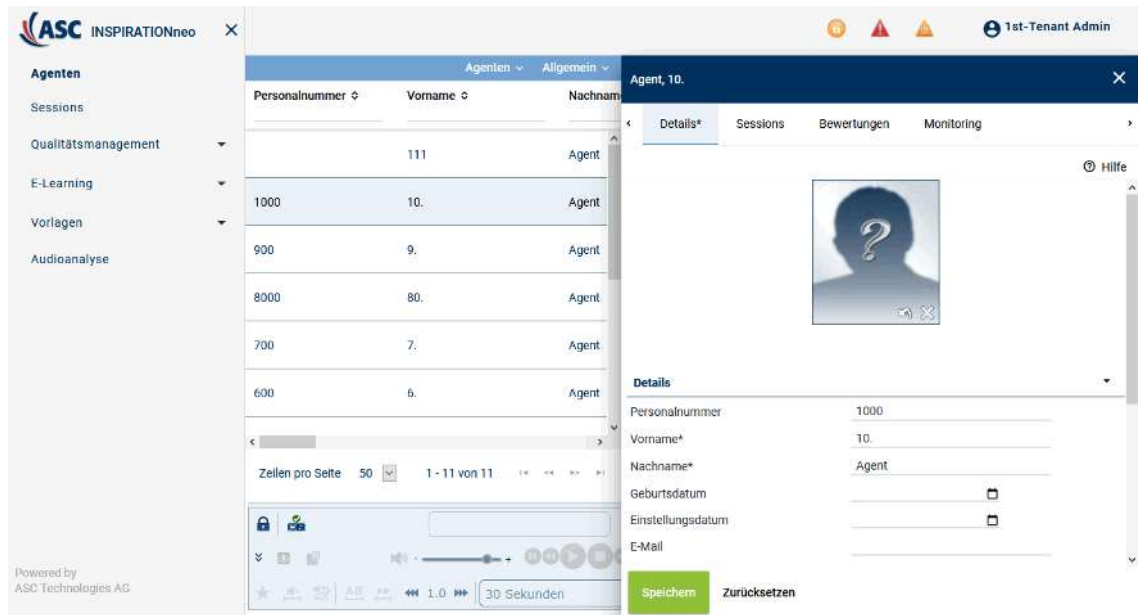 ASC INSPIRATIONneo
1st-Tenant Admin
Agenten
Sessions
Qualitätsmanagement
E-Learning
Vorlagen
Audioanalyse
Powered by
ASC Technologies AG
Agenten Allgemein
Personalnummer Vorname Nachname
111 Agent
1000 10. Agent
900 9. Agent
8000 80. Agent
700 7. Agent
600 6. Agent
Zeilen pro Seite 50 1 - 11 von 11
- +
AB 1.0 30 Sekunden
Agent, 10.
Details* Sessions Bewertungen Monitoring
Hilfe
Details
Personalnummer 1000
Vorname* 10.
Nachname* Agent
Geburtsdatum
Einstellungsdatum
E-Mail
Speichern Zurücksetzen